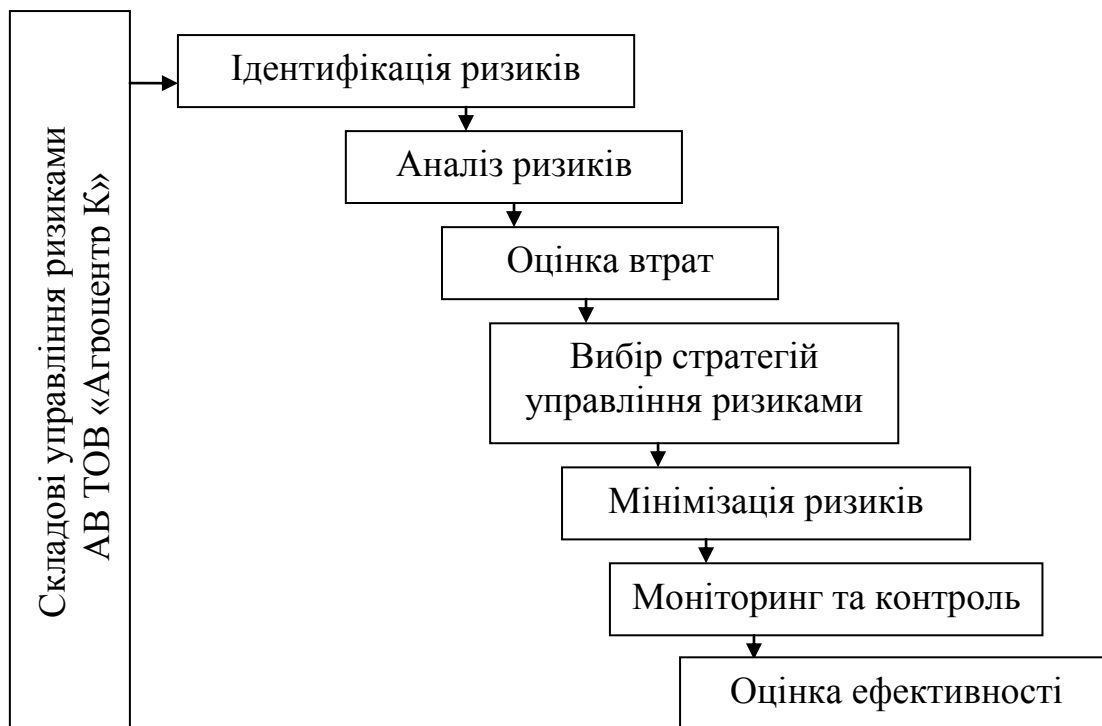 Складові управління ризиками
АВ ТОВ «Агроцентр К»
Ідентифікація ризиків
Аналіз ризиків
Оцінка втрат
Вибір стратегій
управління ризиками
Мінімізація ризиків
Моніторинг та контроль
Оцінка ефективності